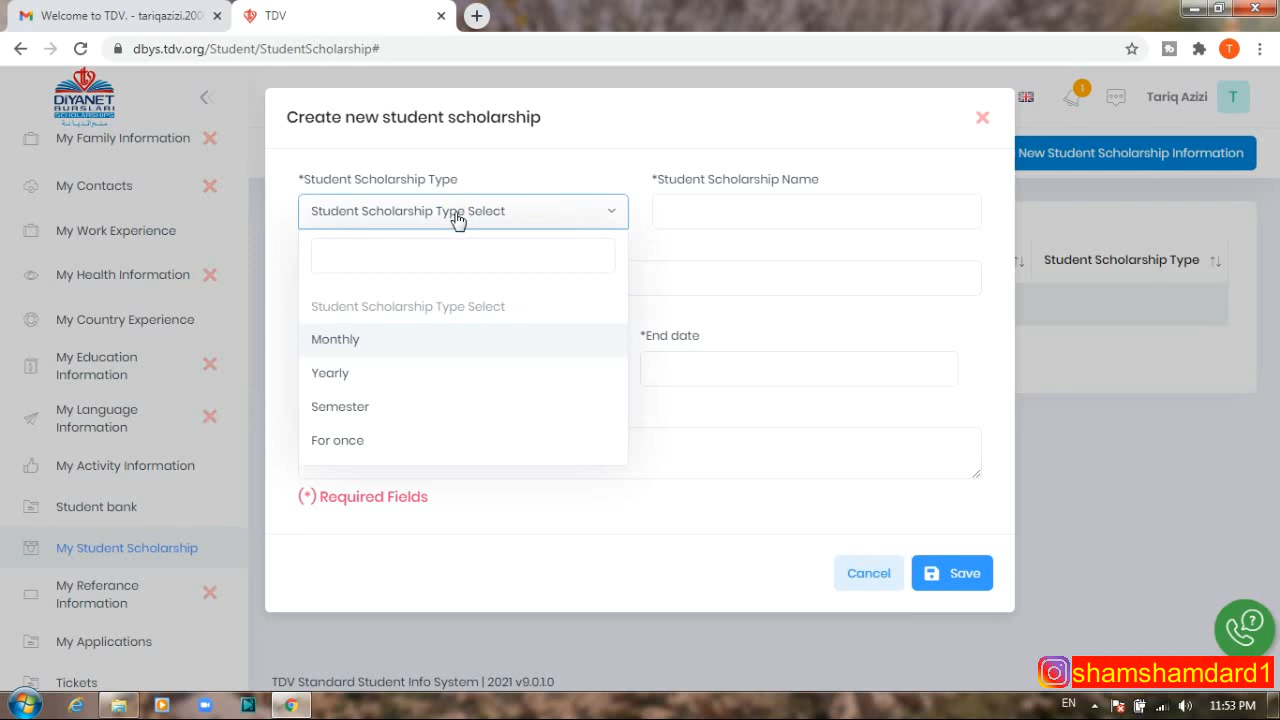 Welcome to TDV. - tariqazizi.200
TDV
dbys.tdv.org/Student/StudentScholarship#
T
DİYANET
BURSLARI
SCHOLARSHIPS
My Family Information
My Contacts
My Work Experience
My Health Information
My Country Experience
My Education
Information
My Language
Information
My Activity Information
Student bank
My Student Scholarship
My Referance
Information
My Applications
Tickets
1
Tariq Azizi
T
New Student Scholarship Information
Student Scholarship Type
Create new student scholarship
*Student Scholarship Type
*Student Scholarship Name
Student Scholarship Type Select
Student Scholarship Type Select
Monthly
Yearly
Semester
For once
*End date
(*) Required Fields
Cancel
Save
TDV Standard Student Info System | 2021 v9.0.1.0
shamshamdard1
EN
11:53 PM